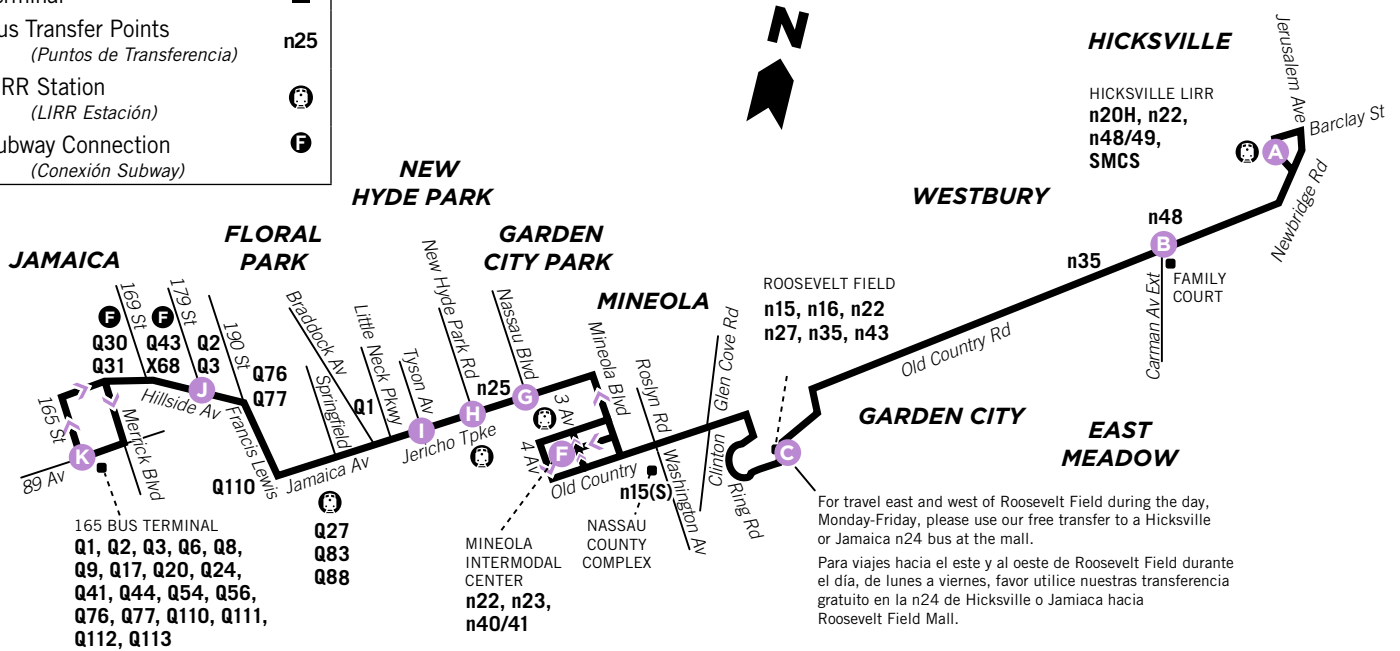 us Transfer Points
(Puntos de Transferencia)
n25
RR Station
(LIRR Estación)
ubway Connection
F
(Conexión Subway)
N
HICKSVILLE
Jerusalem Ave
HICKSVILLE LIRR
n20H, n22,
n48/49,
SMCS
Barclay St
A
Newbridge Rd
NEW
HYDE PARK
WESTBURY
n48
B
n35
FAMILY
COURT
Carman Av Ext
Old Country Rd
JAMAICA
FLORAL
PARK
GARDEN
CITY PARK
MINEOLA
ROOSEVELT FIELD
n15, n16, n22
n27, n35, n43
169 St
179 St
190 St
F
Q30
Q31
F
Q43
X68
Q2
Q3
Q76
Q77
J
Hillside Av
165 St
K
89 Av
Merrick Blvd
Francis Lewis
Q110
Jamaica Av
Springfield
Braddock Av
Q1
Little Neck Pkwy
Tyson Av
I
New Hyde Park Rd
H
Jericho Tpke
n25
Nassau Blvd
G
Mineola Blvd
3 Av
4 Av
F
Old Country
Roslyn Rd
Washington Av
Glen Cove Rd
Clinton
Ring Rd
C
n15(S)
GARDEN CITY
EAST
MEADOW
165 BUS TERMINAL
Q1, Q2, Q3, Q6, Q8,
Q9, Q17, Q20, Q24,
Q41, Q44, Q54, Q56,
Q76, Q77, Q110, Q111,
Q112, Q113
Q27
Q83
Q88
MINEOLA
INTERMODAL
CENTER
n22, n23,
n40/41
NASSAU
COUNTY
COMPLEX
For travel east and west of Roosevelt Field during the day,
Monday-Friday, please use our free transfer to a Hicksville
or Jamaica n24 bus at the mall.
Para viajes hacia el este y al oeste de Roosevelt Field durante
el día, de lunes a viernes, favor utilice nuestras transferencia
gratuito en la n24 de Hicksville o Jamiaca hacia
Roosevelt Field Mall.